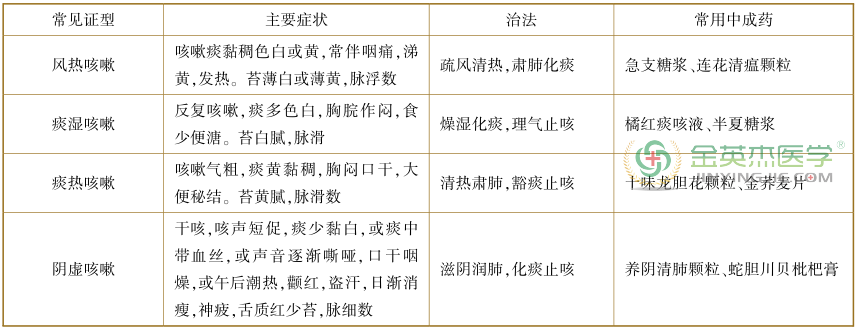 常见证型 主要症状 治法 常用中成药
风热咳嗽 咳嗽痰黏稠色白或黄,常伴咽痛,涕
黄,发热。苔薄白或薄黄,脉浮数 疏风清热,肃肺化痰 急支糖浆、连花清瘟颗粒
痰湿咳嗽 反复咳嗽,痰多色白,胸脘作闷,食
少便溏。苔白腻,脉滑 燥湿化痰,理气止咳 橘红痰咳液、半夏糖浆
痰热咳嗽 咳嗽气粗,痰黄黏稠,胸闷口干,大
便秘结。苔黄腻,脉滑数 清热肃肺,豁痰止咳 十味龙胆花颗粒、金荞麦片
阴虚咳嗽 干咳,咳声短促,痰少黏白,或痰中
带血丝,或声音逐渐嘶哑,口干咽
燥,或午后潮热,颧红,盗汗,日渐消
瘦,神疲,舌质红少苔,脉细数 滋阴润肺,化痰止咳 养阴清肺颗粒、蛇胆川贝枇杷膏
金英杰医学®
JINYINGJIE.COM